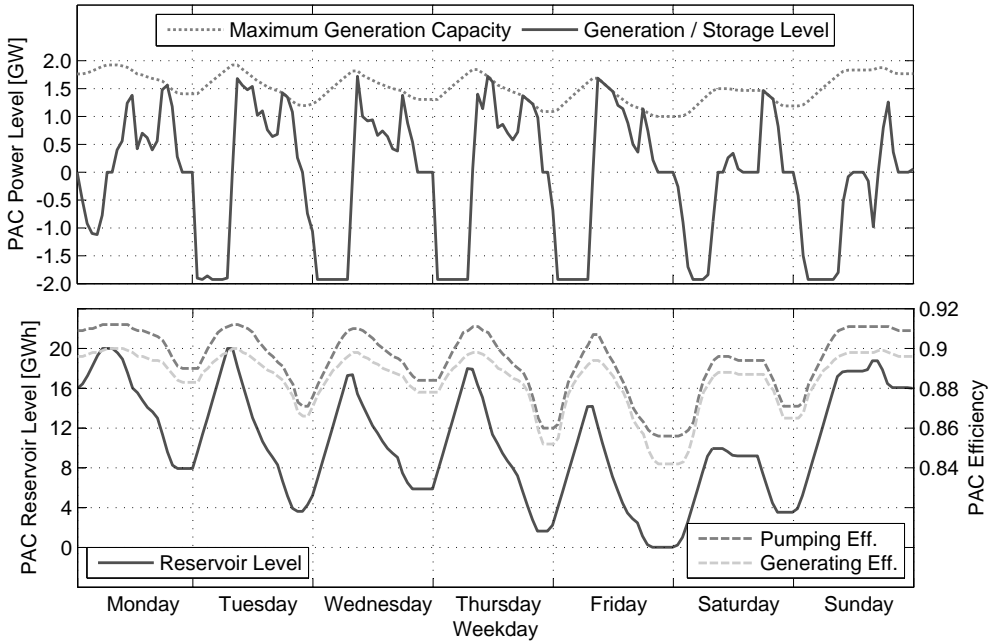 Maximum Generation Capacity
Generation / Storage Level
PAC Power Level [GW]
2.0
1.5
1.0
0.5
0
-0.5
-1.0
-1.5
-2.0
PAC Reservoir Level [GWh]
20
16
12
8
4
0
0.92
0.9
0.88
0.86
0.84
PAC Efficiency
Reservoir Level
Pumping Eff.
Generating Eff.
Monday Tuesday Wednesday Thursday Friday Saturday Sunday
Weekday